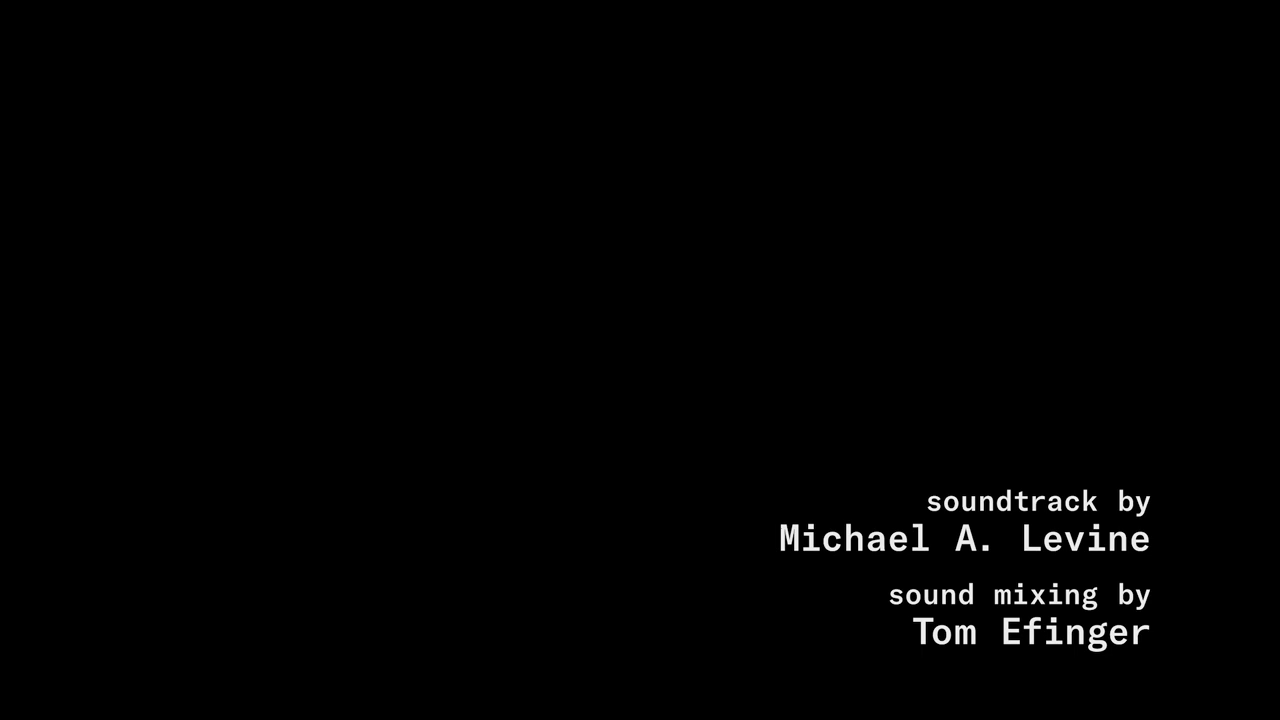 soundtrack by
Michael A. Levine
sound mixing by
Tom Efinger